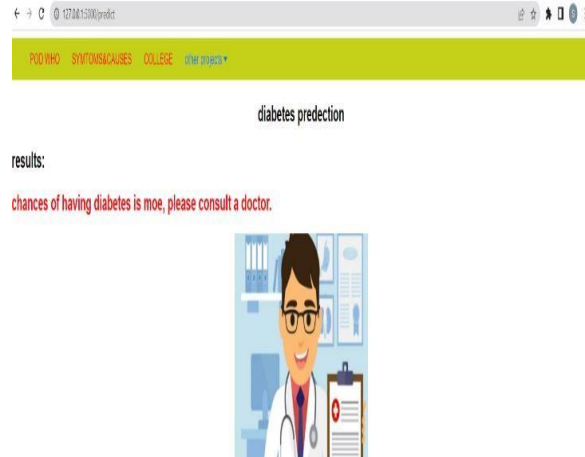 127.0.0.1:5000/predict
POD WHO SYMTOMS&CAUSES COLLEGE other projects ▾
diabetes predection
results:
chances of having diabetes is moe, please consult a doctor.